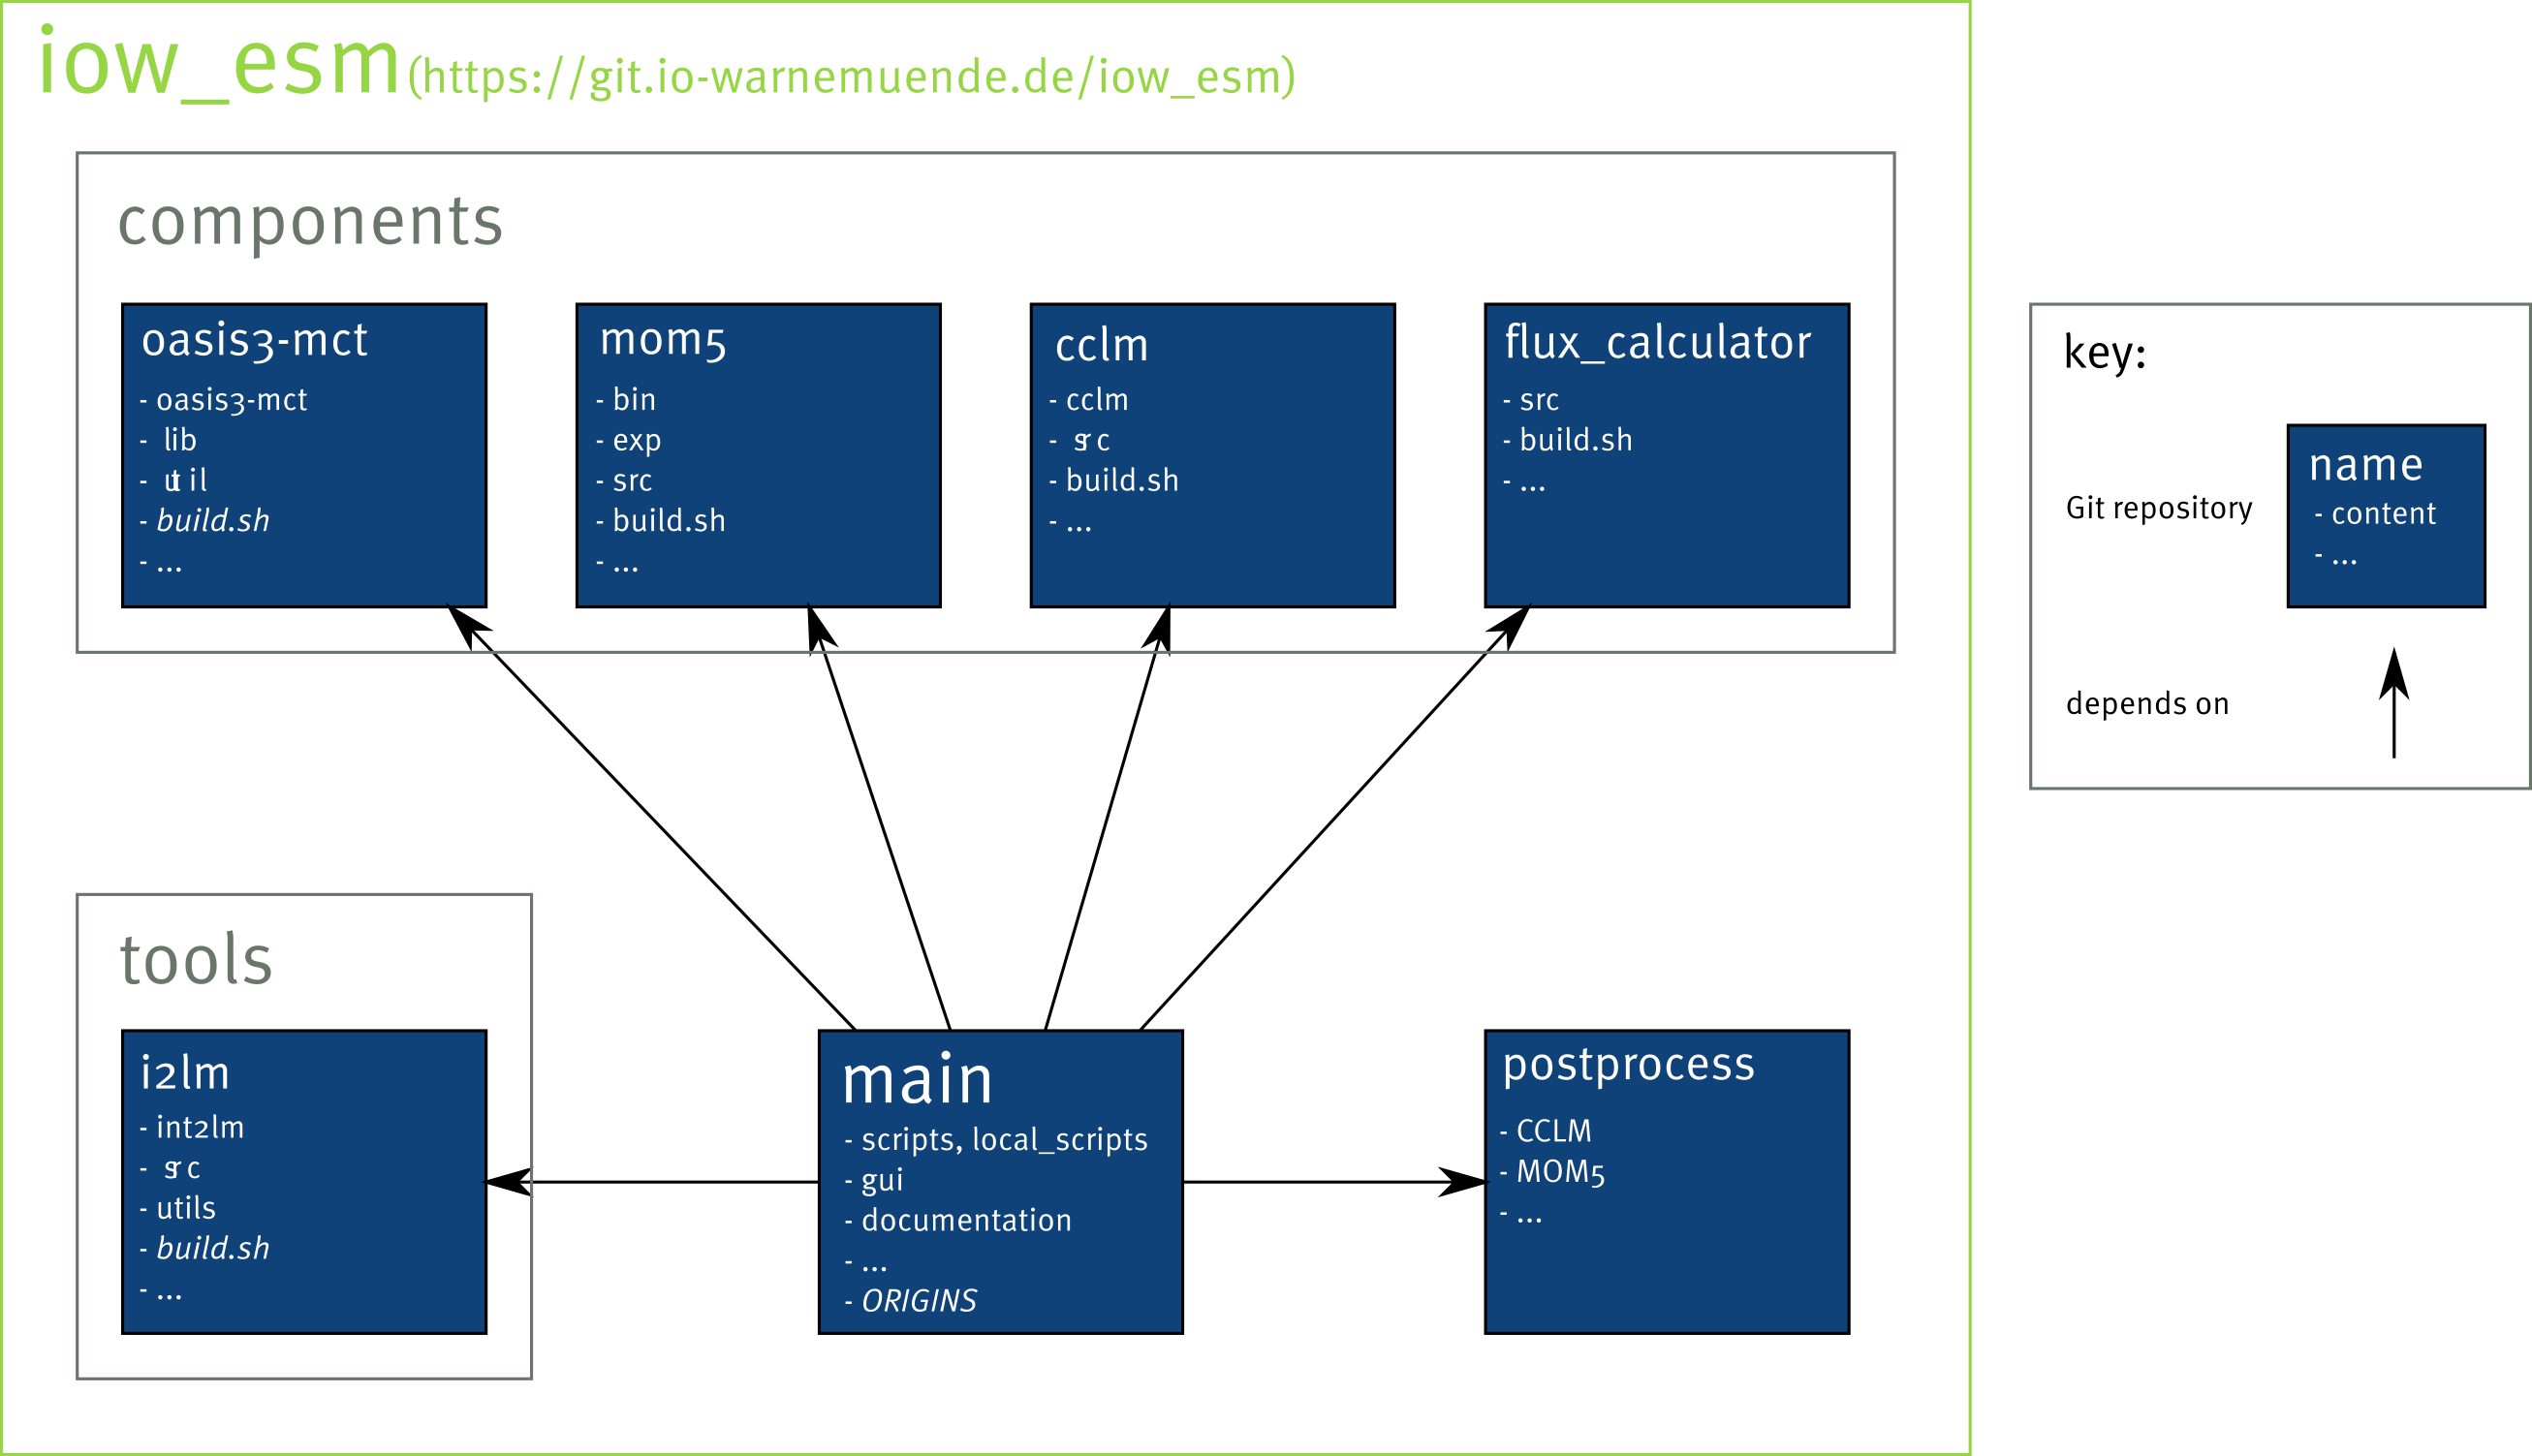 iow_esm (https://git.io-warnemuende.de/iow_esm)
components
oasis3-mct
- oasis3-mct
- lib
- util
- build.sh
- ...
mom5
- bin
- exp
- src
- build.sh
- ...
cclm
- cclm
- src
- build.sh
- ...
flux_calculator
- src
- build.sh
- ...
key:
Git repository
name
- content
- ...
depends on
tools
i2lm
- int2lm
- src
- utils
- build.sh
- ...
main
- scripts, local_scripts
- gui
- documentation
- ...
- ORIGINS
postprocess
- CCLM
- MOM5
- ...